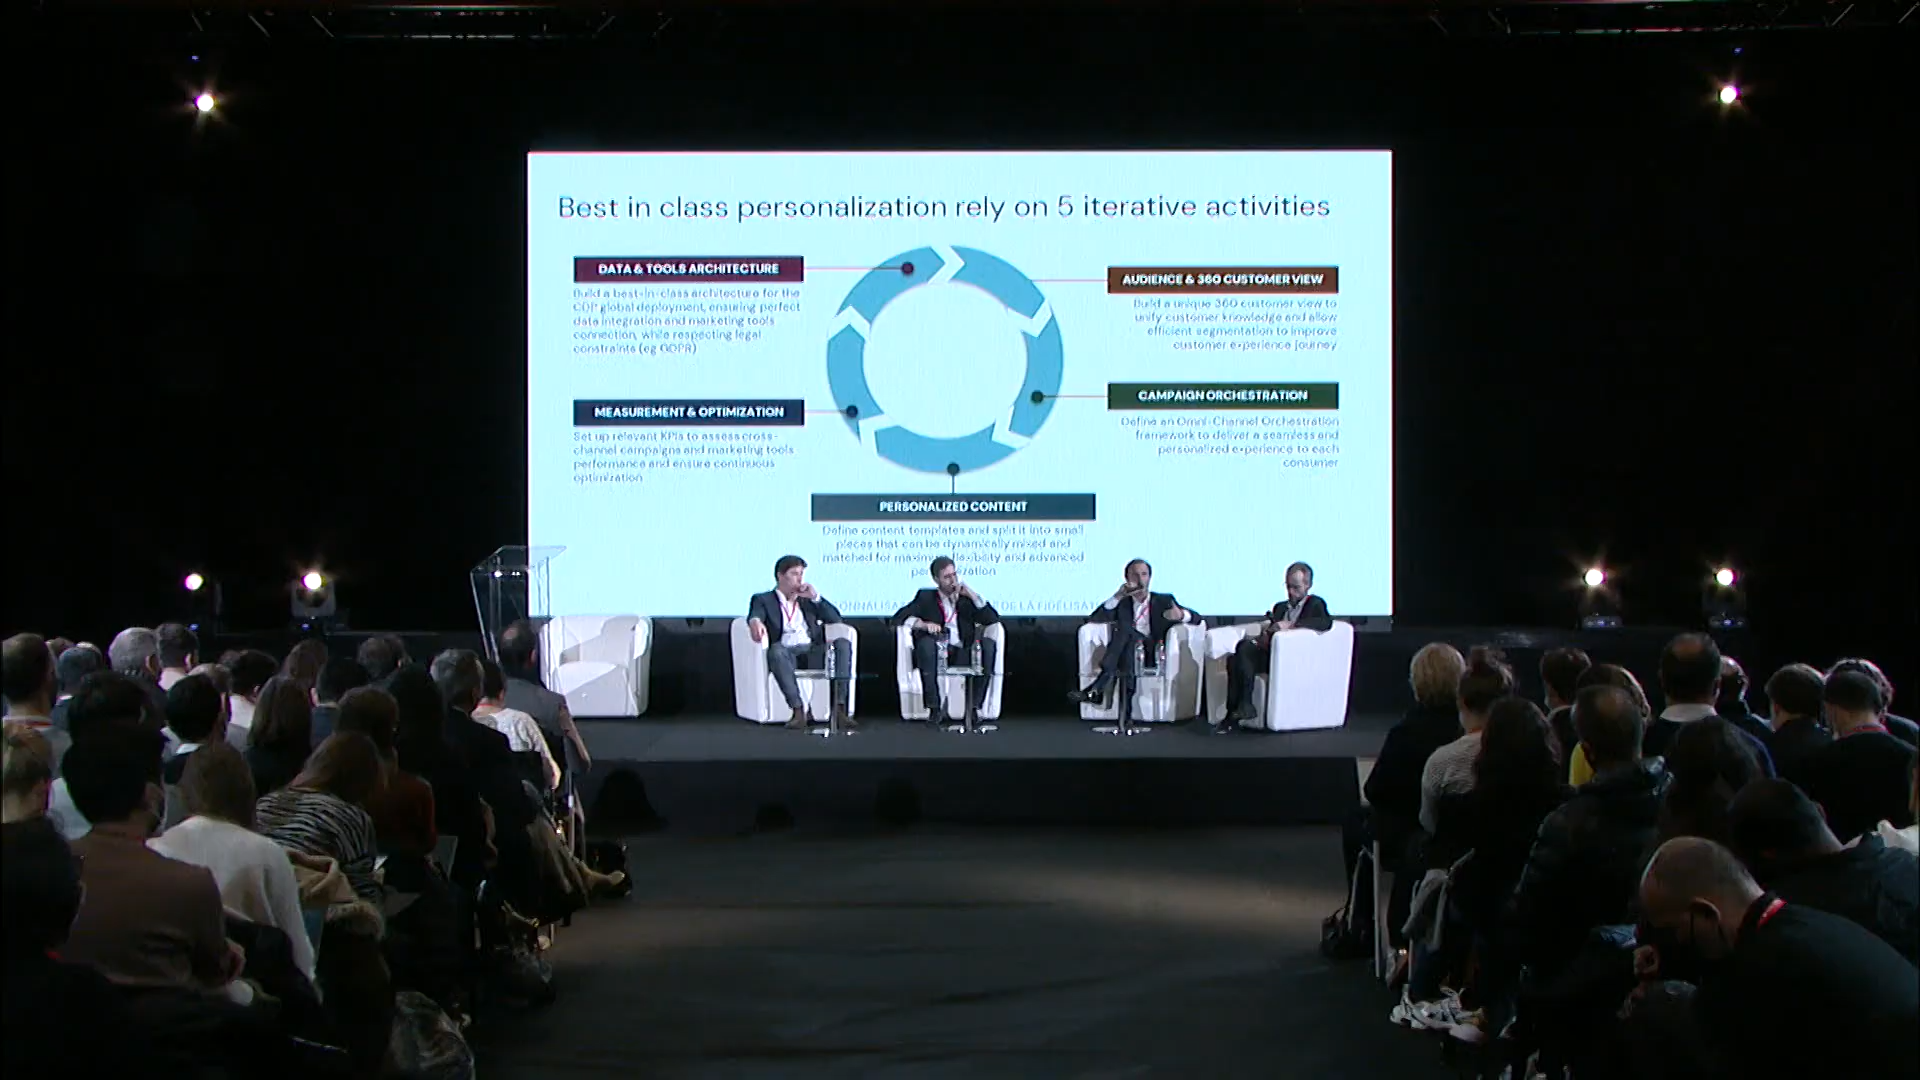 Best in class personalization rely on 5 iterative activities
DATA & TOOLS ARCHITECTURE
Build a best-in-class architecture for the
CDP global deployment, ensuring perfect
data integration and marketing tools
connection, while respecting legal
constraints (eg GDPR)
AUDIENCE & 360 CUSTOMER VIEW
Build a unique 360 customer view to
unify customer knowledge and allow
efficient segmentation to improve
customer experience journey
CAMPAIGN ORCHESTRATION
Define an Omni-Channel Orchestration
framework to deliver a seamless and
personalized experience to each
consumer
MEASUREMENT & OPTIMIZATION
Set up relevant KPIs to assess cross-
channel campaigns and marketing tools
performance and ensure continuous
optimization
PERSONALIZED CONTENT
Define content templates and split it into small
pieces that can be dynamically mixed and
matched for flexibility and advanced
DE LA